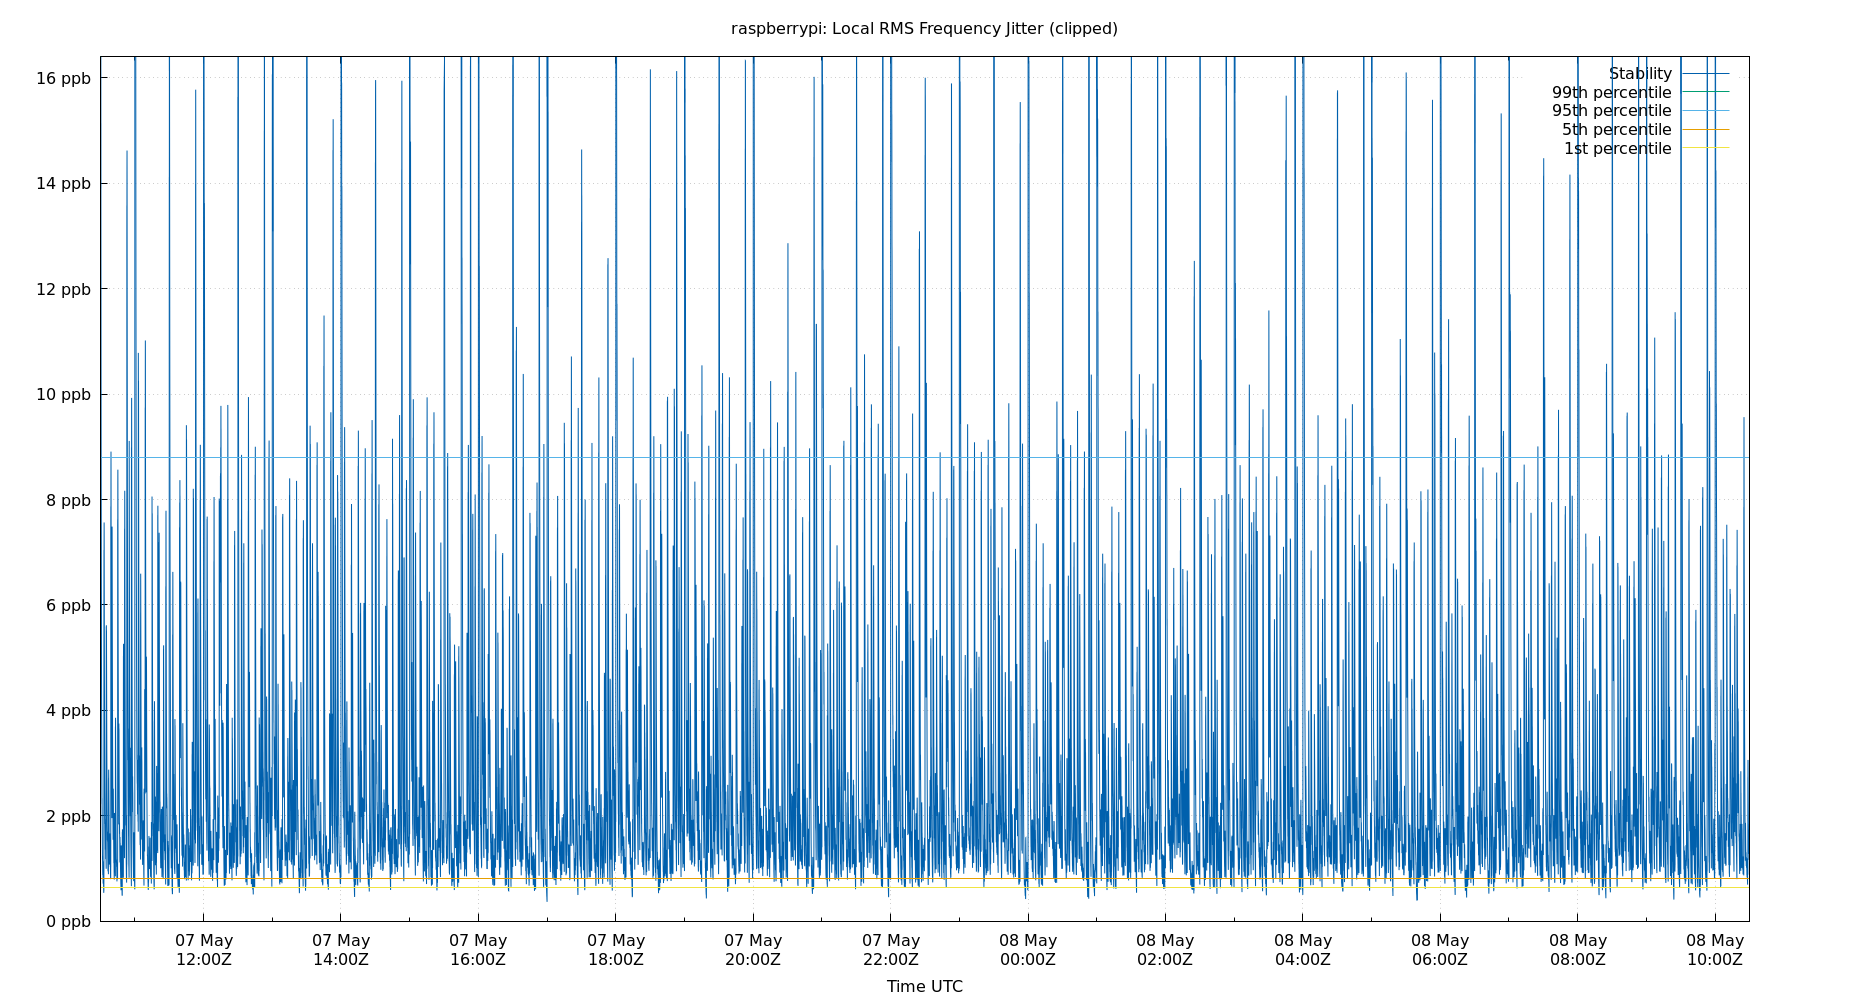 raspberrypi: Local RMS Frequency Jitter (clipped)
16 ppb
14 ppb
12 ppb
10 ppb
8 ppb
6 ppb
4 ppb
2 ppb
0 ppb
Stability
99th percentile
95th percentile
5th percentile
1st percentile
07 May 07 May 07 May 07 May 07 May 07 May 08 May 08 May 08 May 08 May 08 May 08 May
12:00Z 14:00Z 16:00Z 18:00Z 20:00Z 22:00Z 00:00Z 02:00Z 04:00Z 06:00Z 08:00Z 10:00Z
Time UTC